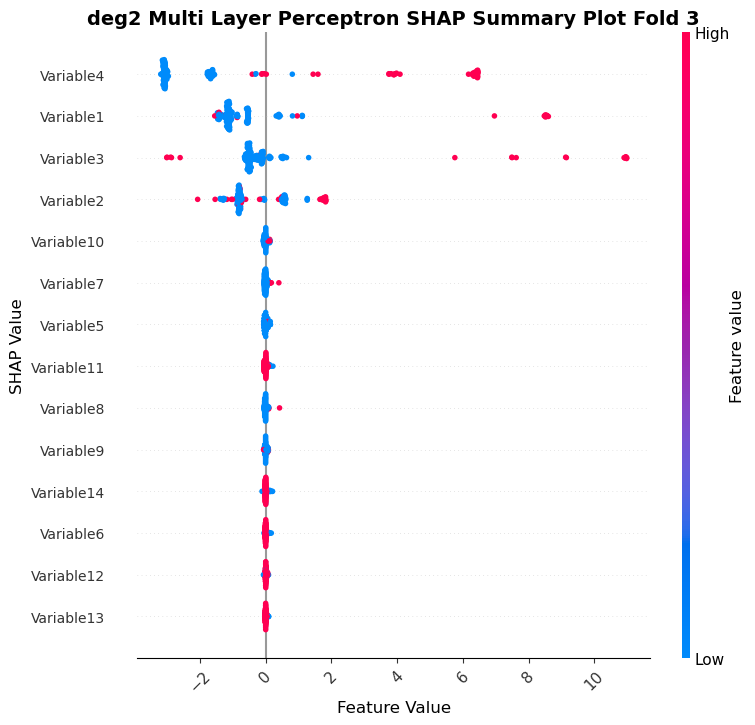 deg2 Multi Layer Perceptron SHAP Summary Plot Fold 3
High
Variable4
Variable1
Variable3
Variable2
Variable10
Variable7
Variable5
Variable11
Variable8
Variable9
Variable14
Variable6
Variable12
Variable13
SHAP Value
Feature value
Low
−2
0
2
4
6
8
10
Feature Value